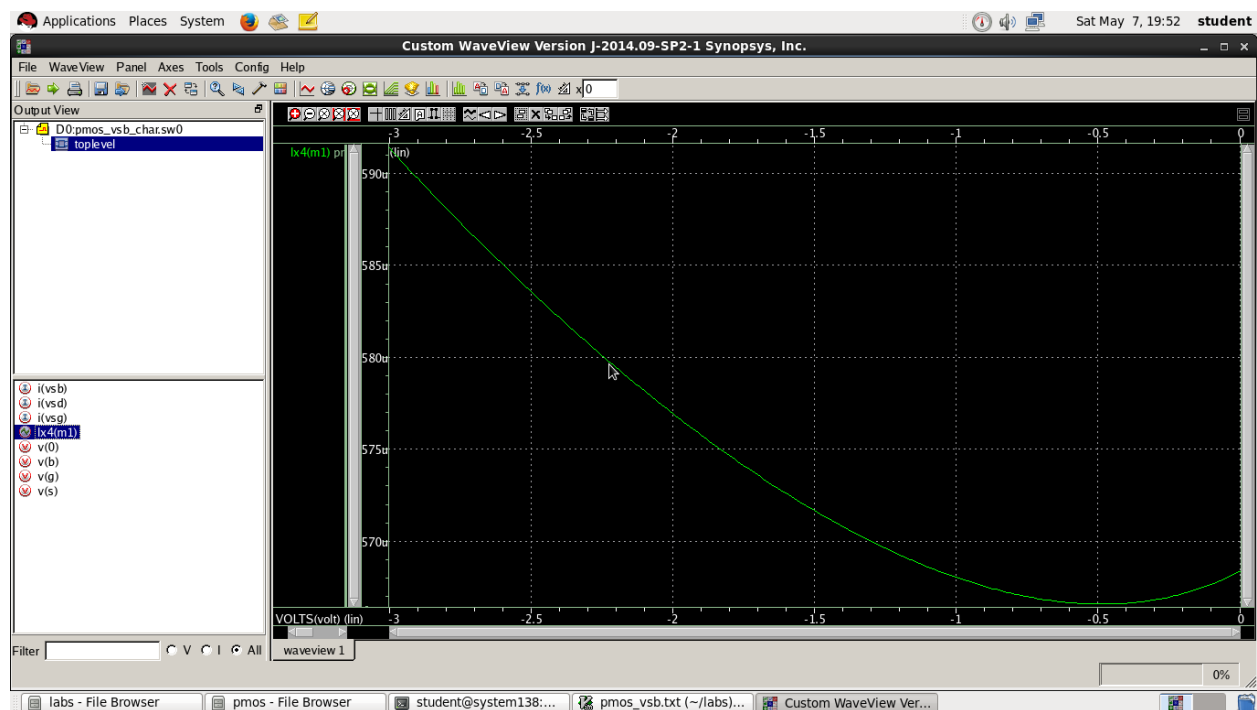 Applications Places System Sat May 7, 19:52 student
Custom WaveView Version J-2014.09-SP2-1 Synopsys, Inc.
File WaveView Panel Axes Tools Config Help
x 0
Output View
D0:pmos_vsb_char.sw0
toplevel
-3 -2.5 -2 -1.5 -1 -0.5 0
lx4(m1) pr
(lin)
590u
585u
580u
575u
570u
VOLTS(volt) (lin) -3 -2.5 -2 -1.5 -1 -0.5 0
i(vsb)
i(vsd)
i(vsg)
lx4(m1)
v(0)
v(b)
v(g)
v(s)
Filter V I All
waveview 1
0%
labs - File Browser pmos - File Browser student@system138:... pmos_vsb.txt (~/labs)... Custom WaveView Ver...